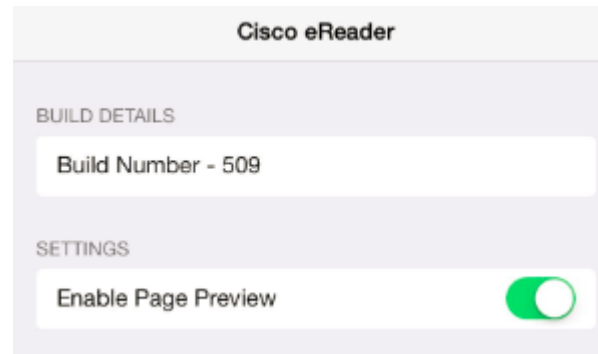 Cisco eReader
BUILD DETAILS
Build Number - 509
SETTINGS
Enable Page Preview